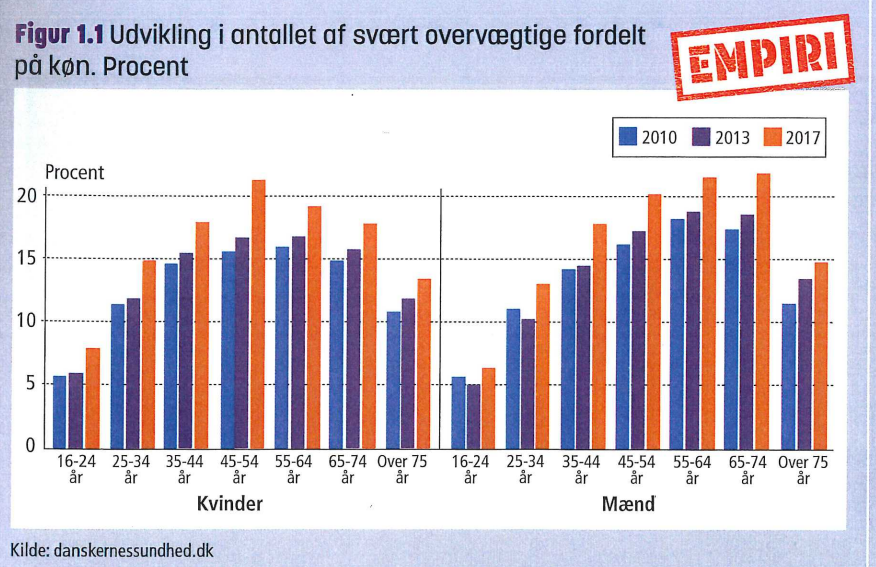 Figur 1.1 Udvikling i antallet af svært overvægtige fordelt
på køn. Procent
EMPIRI
2010 2013 2017
Procent
20
15
10
5
0
16-24 25-34 35-44 45-54 55-64 65-74 Over 75 16-24 25-34 35-44 45-54 55-64 65-74 Over 75
år år år år år år år år år år år år år år
Kvinder Mænd
Kilde: danskernessundhed.dk